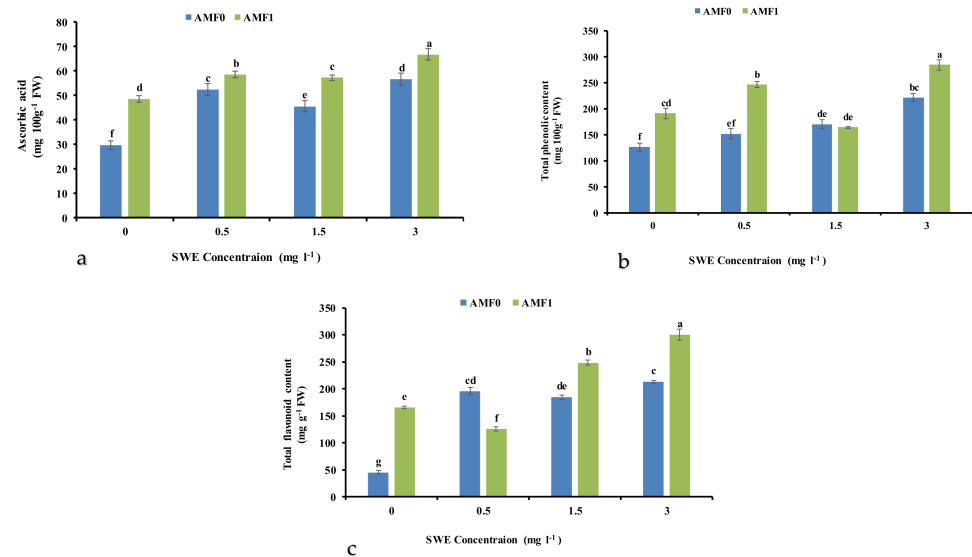 AMF0 AMF1
80
70
60
50
40
30
20
10
0
Ascorbic acid
(mg 100g-1 FW)
f d c b e c d a
0 0.5 1.5 3
SWE Concentraion (mg l-1)
a
AMF0 AMF1
350
300
250
200
150
100
50
0
Total phenolic content
(mg 100g-1 FW)
f cd ef b de de bc a
0 0.5 1.5 3
SWE Concentraion (mg l-1)
b
AMF0 AMF1
350
300
250
200
150
100
50
0
Total flavonoid content
(mg g-1 FW)
g e cd f de b c a
0 0.5 1.5 3
SWE Concentraion (mg l-1)
c